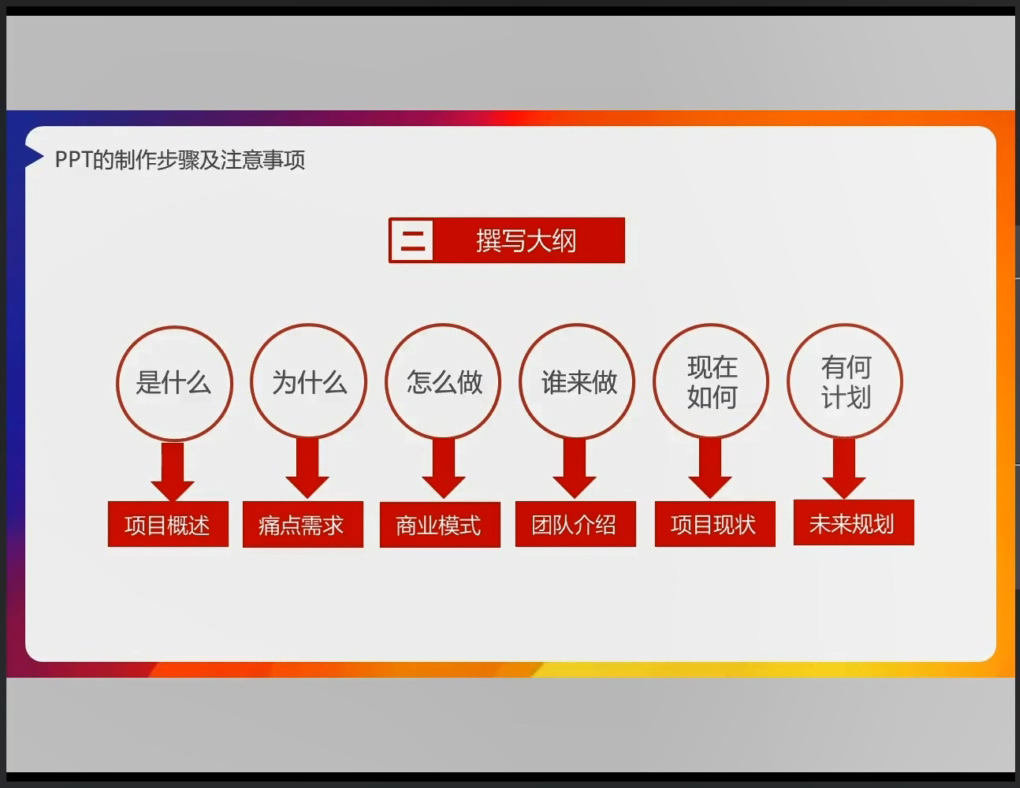 PPT的制作步骤及注意事项
二 撰写大纲
是什么
为什么
怎么做
谁来做
现在
如何
有何
计划
项目概述
痛点需求
商业模式
团队介绍
项目现状
未来规划